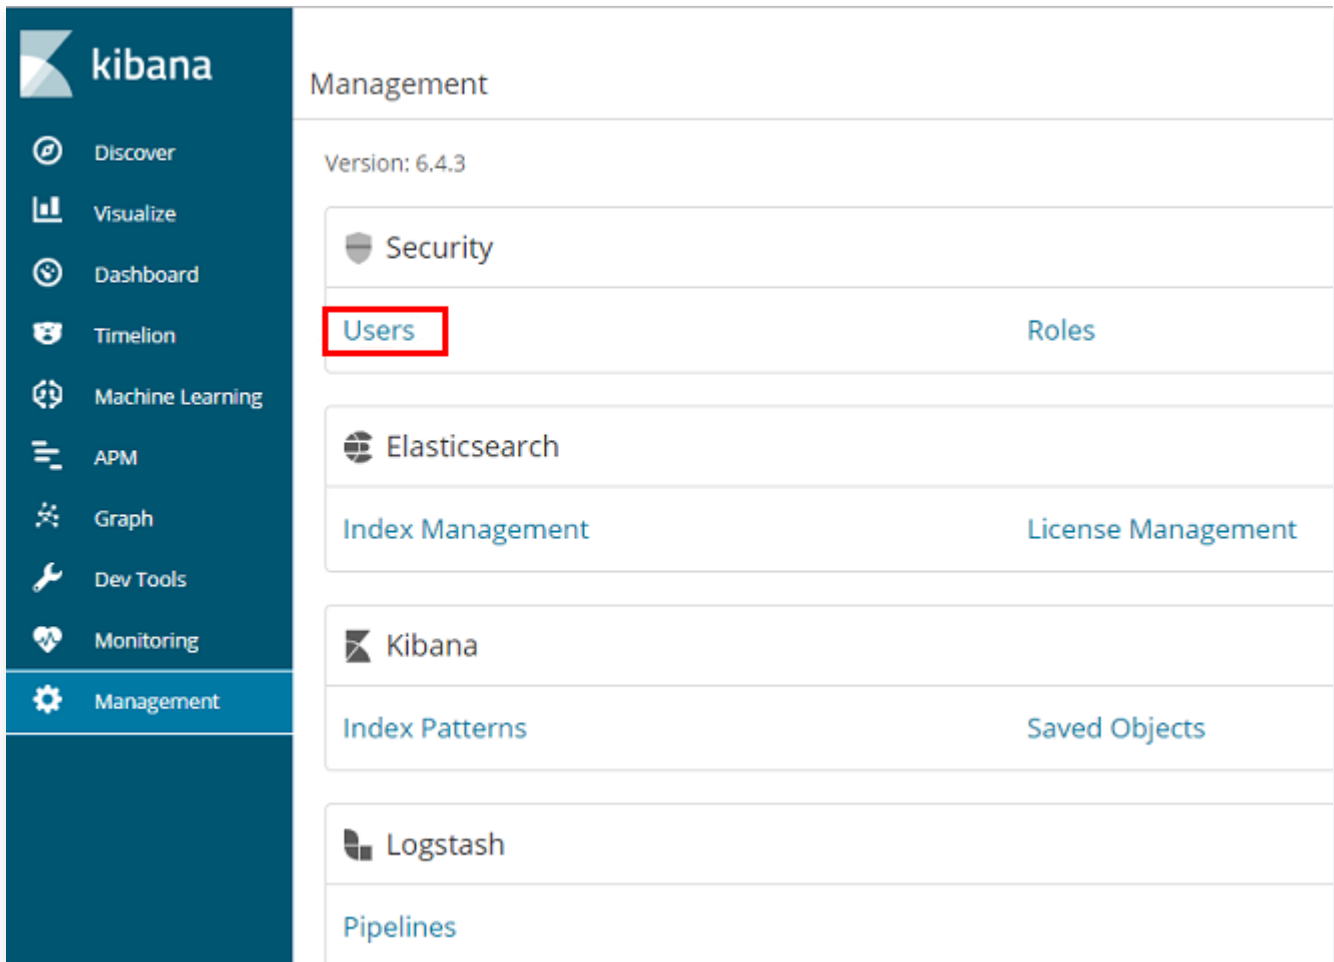 kibana
Discover
Visualize
Dashboard
Timelion
Machine Learning
APM
Graph
Dev Tools
Monitoring
Management
Management
Version: 6.4.3
Security
Users Roles
Elasticsearch
Index Management License Management
Kibana
Index Patterns Saved Objects
Logstash
Pipelines